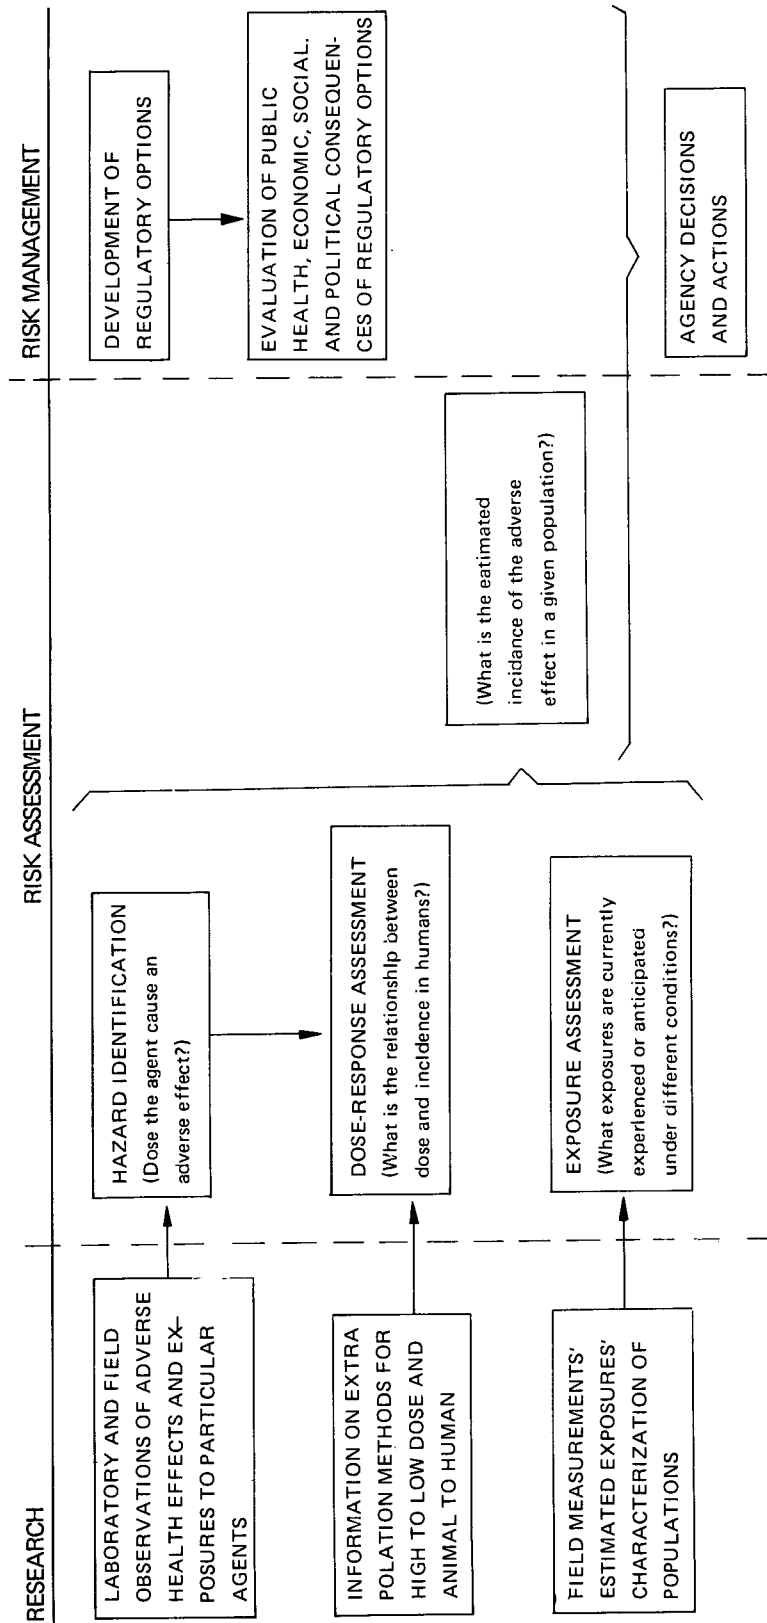 RESEARCH
LABORATORY AND FIELD
OBSERVATIONS OF ADVERSE
HEALTH EFFECTS AND EX–
POSURES TO PARTICULAR
AGENTS
INFORMATION ON EXTRA
POLATION METHODS FOR
HIGH TO LOW DOSE AND
ANIMAL TO HUMAN
FIELD MEASUREMENTS'
ESTIMATED EXPOSURES'
CHARACTERIZATION OF
POPULATIONS
RISK ASSESSMENT
HAZARD IDENTIFICATION
(Dose the agent cause an
adverse effect?)
DOSE-RESPONSE ASSESSMENT
(What is the relationship between
dose and incidence in humans?)
EXPOSURE ASSESSMENT
(What exposures are currently
experienced or anticipated
under different conditions?)
(What is the eatimated
incidance of the adverse
effect in a given population?)
RISK MANAGEMENT
DEVELOPMENT OF
REGULATORY OPTIONS
EVALUATION OF PUBLIC
HEALTH, ECONOMIC, SOCIAL.
AND POLITICAL CONSEQUEN-
CES OF REGULATORY OPTIONS
AGENCY DECISIONS
AND ACTIONS